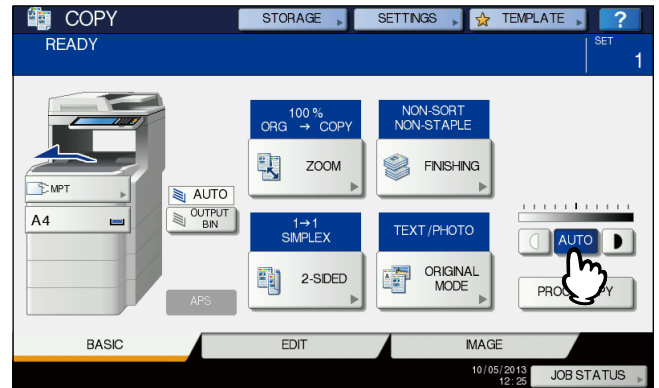 COPY
STORAGE
SETTINGS
TEMPLATE
?
READY
SET
1
100 %
ORG → COPY
ZOOM
NON-SORT
NON-STAPLE
FINISHING
MPT
A4
AUTO
OUTPUT
BIN
APS
1→1
SIMPLEX
2-SIDED
TEXT/PHOTO
ORIGINAL
MODE
AUTO
BASIC
EDIT
IMAGE
10/05/2013
12:25
JOB STATUS